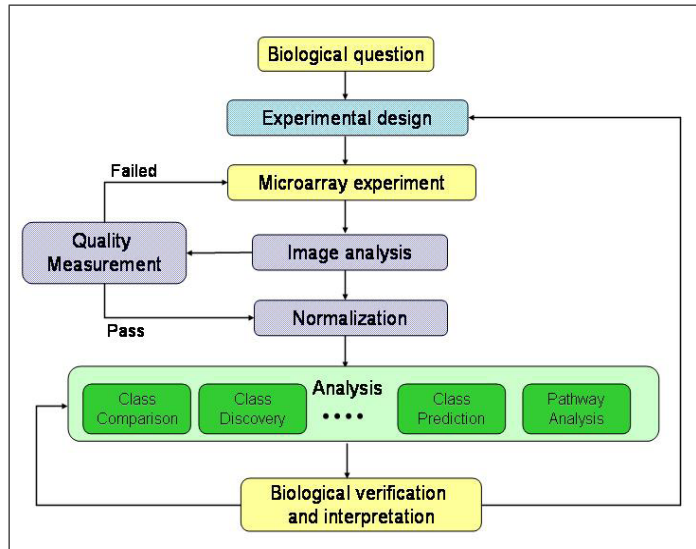 Biological question
Experimental design
Failed
Microarray experiment
Quality
Measurement
Image analysis
Pass
Normalization
Analysis
Class
Comparison
Class
Discovery
••••
Class
Prediction
Pathway
Analysis
Biological verification
and interpretation